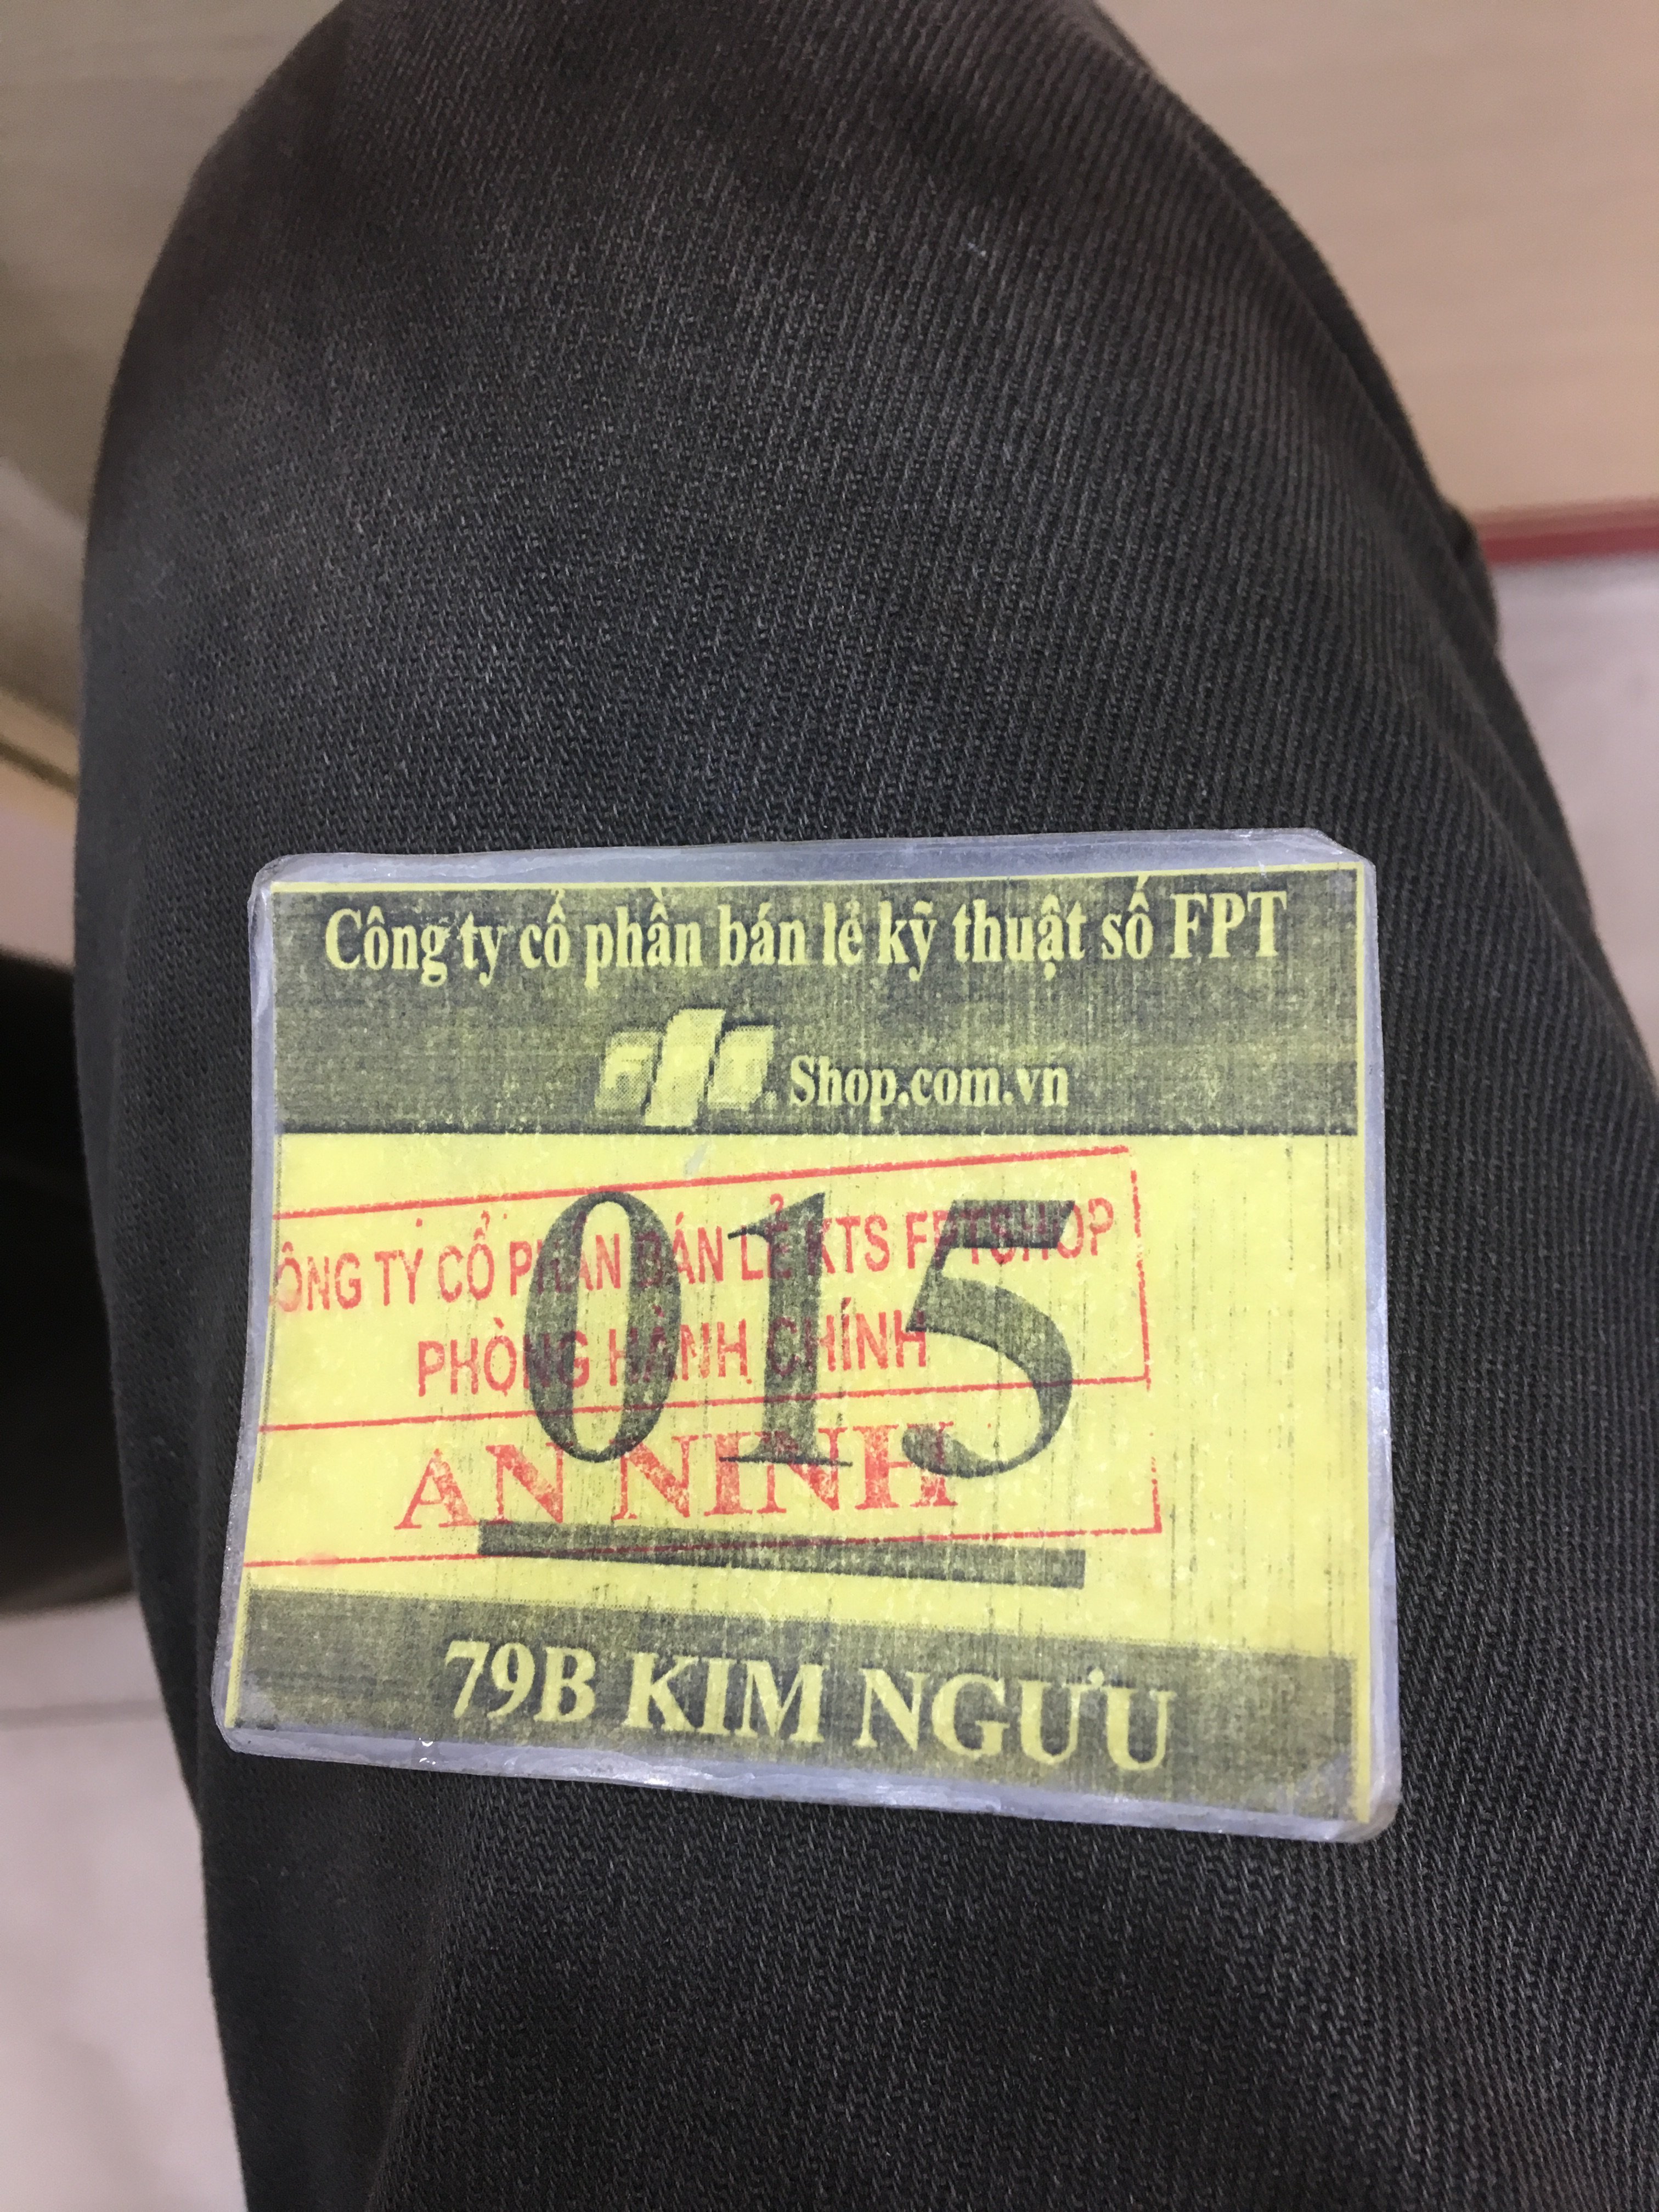 Công ty cổ phần bán lẻ kỹ thuật số FPT
FPT. Shop.com.vn
015
ÔNG TY CỔ PHẦN BÁN LẺ KTS FPTSHOP
PHÒNG HÀNH CHÍNH
AN NINH
79B KIM NGƯU